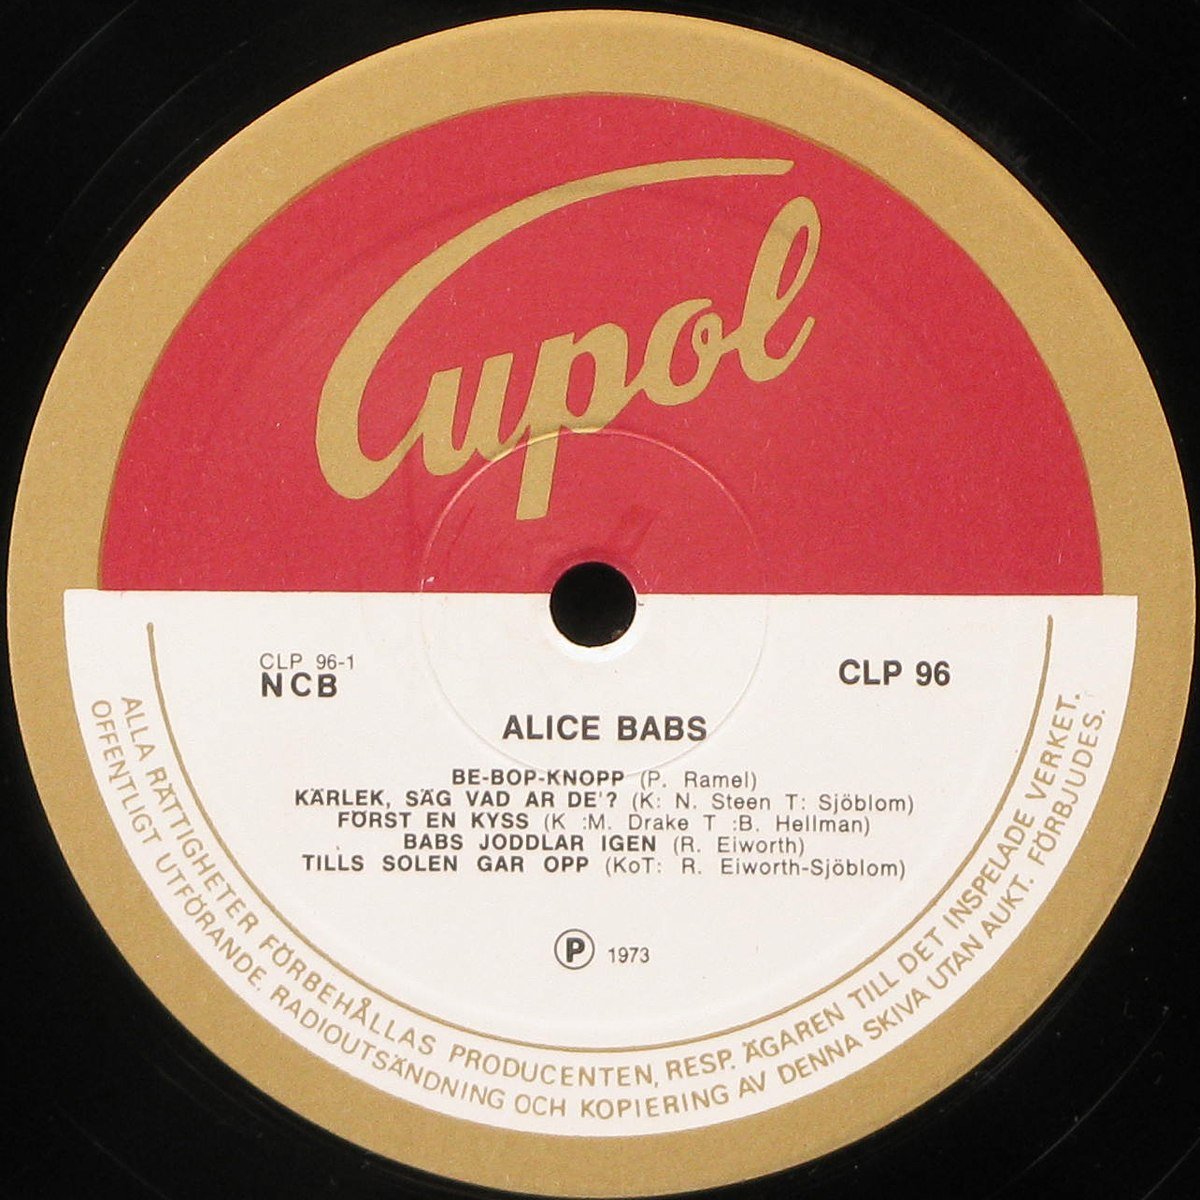 Cupol
CLP 96-1
NCB
CLP 96
ALICE BABS
BE-BOP-KNOPP (P. Ramel)
KÄRLEK, SÄG VAD AR DE'? (K: N. Steen T: Sjöblom)
FÖRST EN KYSS (K :M. Drake T :B. Hellman)
BABS JODDLAR IGEN (R. Eiworth)
TILLS SOLEN GAR OPP (KoT: R. Eiworth-Sjöblom)
P 1973
ALLA RÄTTIGHETER FÖRBEHÅLLAS PRODUCENTEN, RESP. ÄGAREN TILL DET INSPELADE VERKET.
OFFENTLIGT UTFÖRANDE, RADIOUTSÄNDNING OCH KOPIERING AV DENNA SKIVA UTAN AUKT. FÖRBJUDES.